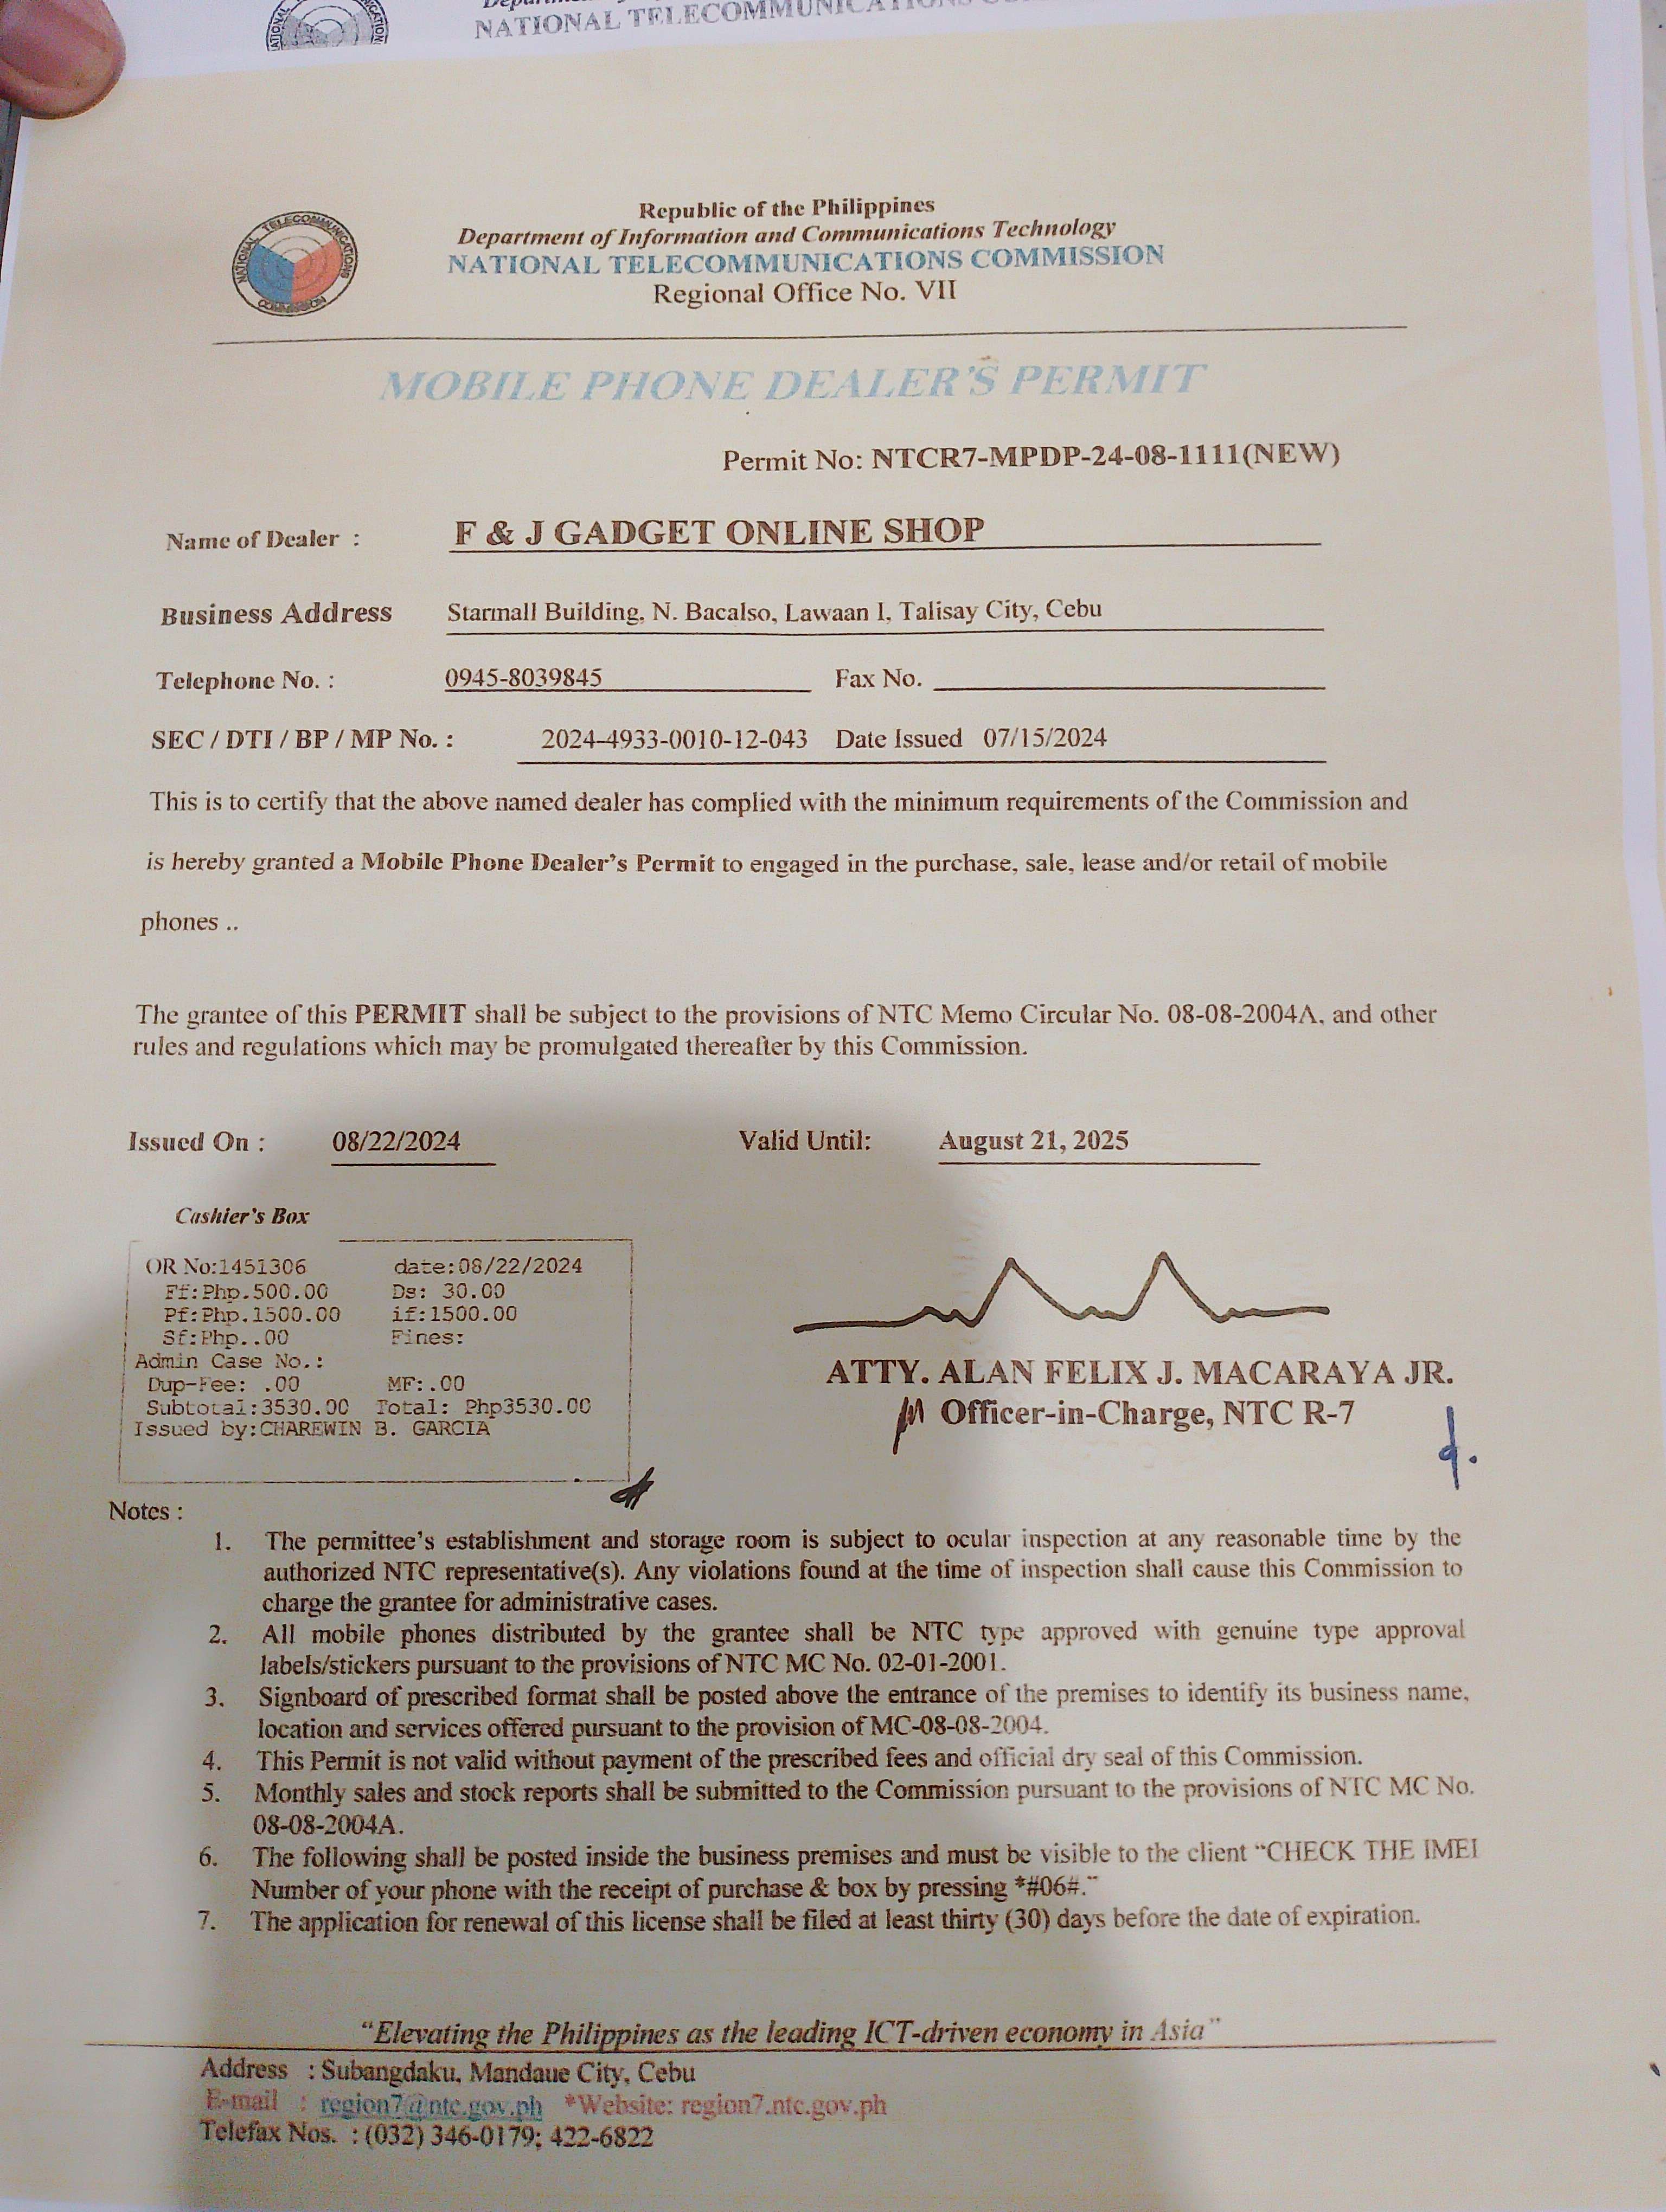 NATIONAL TELECOMMUNICATIONS
Republic of the Philippines
Department of Information and Communications Technology
NATIONAL TELECOMMUNICATIONS COMMISSION
Regional Office No. VII
NATIONAL TELECOMMUNICATIONS COMMISSION
MOBILE PHONE DEALER'S PERMIT
Permit No: NTCR7-MPDP-24-08-1111(NEW)
Name of Dealer : F & J GADGET ONLINE SHOP
Business Address Starmall Building, N. Bacalso, Lawaan I, Talisay City, Cebu
Telephone No. : 0945-8039845 Fax No.
SEC / DTI / BP / MP No. : 2024-4933-0010-12-043 Date Issued 07/15/2024
This is to certify that the above named dealer has complied with the minimum requirements of the Commission and
is hereby granted a Mobile Phone Dealer's Permit to engaged in the purchase, sale, lease and/or retail of mobile
phones ..
The grantee of this PERMIT shall be subject to the provisions of NTC Memo Circular No. 08-08-2004A, and other
rules and regulations which may be promulgated thereafter by this Commission.
Issued On : 08/22/2024 Valid Until: August 21, 2025
Cashier's Box
OR No:1451306 date:08/22/2024
Ff:Php.500.00 Ds: 30.00
Pf:Php.1500.00 if:1500.00
Sf:Php..00 Fines:
Admin Case No.:
Dup-Fee: .00 MF:.00
Subtotal:3530.00 Total: Php3530.00
Issued by:CHAREWIN B. GARCIA
ATTY. ALAN FELIX J. MACARAYA JR.
Officer-in-Charge, NTC R-7
Notes :
1. The permittee's establishment and storage room is subject to ocular inspection at any reasonable time by the
authorized NTC representative(s). Any violations found at the time of inspection shall cause this Commission to
charge the grantee for administrative cases.
2. All mobile phones distributed by the grantee shall be NTC type approved with genuine type approval
labels/stickers pursuant to the provisions of NTC MC No. 02-01-2001.
3. Signboard of prescribed format shall be posted above the entrance of the premises to identify its business name,
location and services offered pursuant to the provision of MC-08-08-2004.
4. This Permit is not valid without payment of the prescribed fees and official dry seal of this Commission.
5. Monthly sales and stock reports shall be submitted to the Commission pursuant to the provisions of NTC MC No.
08-08-2004A.
6. The following shall be posted inside the business premises and must be visible to the client "CHECK THE IMEI
Number of your phone with the receipt of purchase & box by pressing *#06#."
7. The application for renewal of this license shall be filed at least thirty (30) days before the date of expiration.
"Elevating the Philippines as the leading ICT-driven economy in Asia"
Address : Subangdaku, Mandaue City, Cebu
E-mail : region7@ntc.gov.ph *Website: region7.ntc.gov.ph
Telefax Nos. : (032) 346-0179; 422-6822